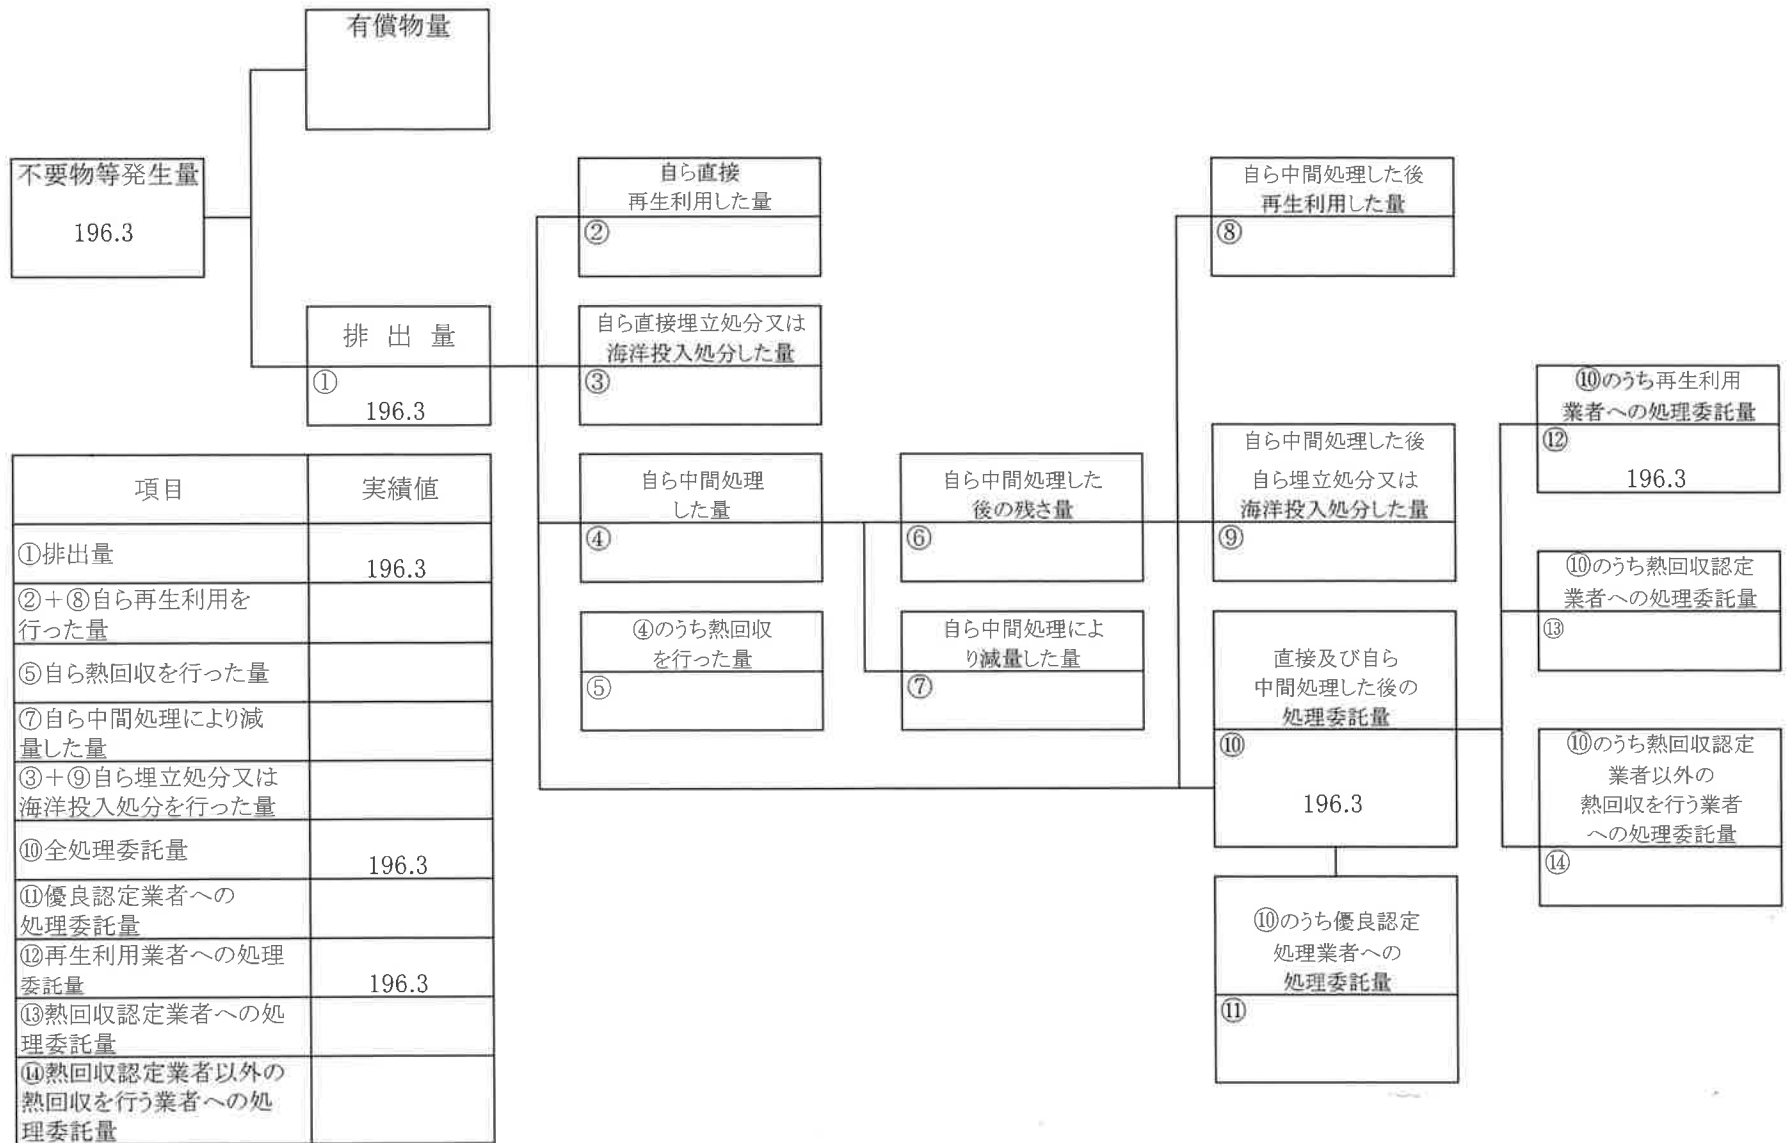 有償物量
不要物等発生量
196.3
排 出 量
①
196.3
自ら直接
再生利用した量
②
自ら直接埋立処分又は
海洋投入処分した量
③
自ら中間処理
した量
④
④のうち熱回収
を行った量
⑤
自ら中間処理した
後の残さ量
⑥
自ら中間処理によ
り減量した量
⑦
自ら中間処理した後
再生利用した量
⑧
自ら中間処理した後
自ら埋立処分又は
海洋投入処分した量
⑨
直接及び自ら
中間処理した後の
処理委託量
⑩
196.3
⑩のうち優良認定
処理業者への
処理委託量
⑪
⑩のうち再生利用
業者への処理委託量
⑫
196.3
⑩のうち熱回収認定
業者への処理委託量
⑬
⑩のうち熱回収認定
業者以外の
熱回収を行う業者
への処理委託量
⑭
項目 実績値
①排出量 196.3
②＋⑧自ら再生利用を
行った量
⑤自ら熱回収を行った量
⑦自ら中間処理により減
量した量
③＋⑨自ら埋立処分又は
海洋投入処分を行った量
⑩全処理委託量 196.3
⑪優良認定業者への
処理委託量
⑫再生利用業者への処理
委託量 196.3
⑬熱回収認定業者への処
理委託量
⑭熱回収認定業者以外の
熱回収を行う業者への処
理委託量